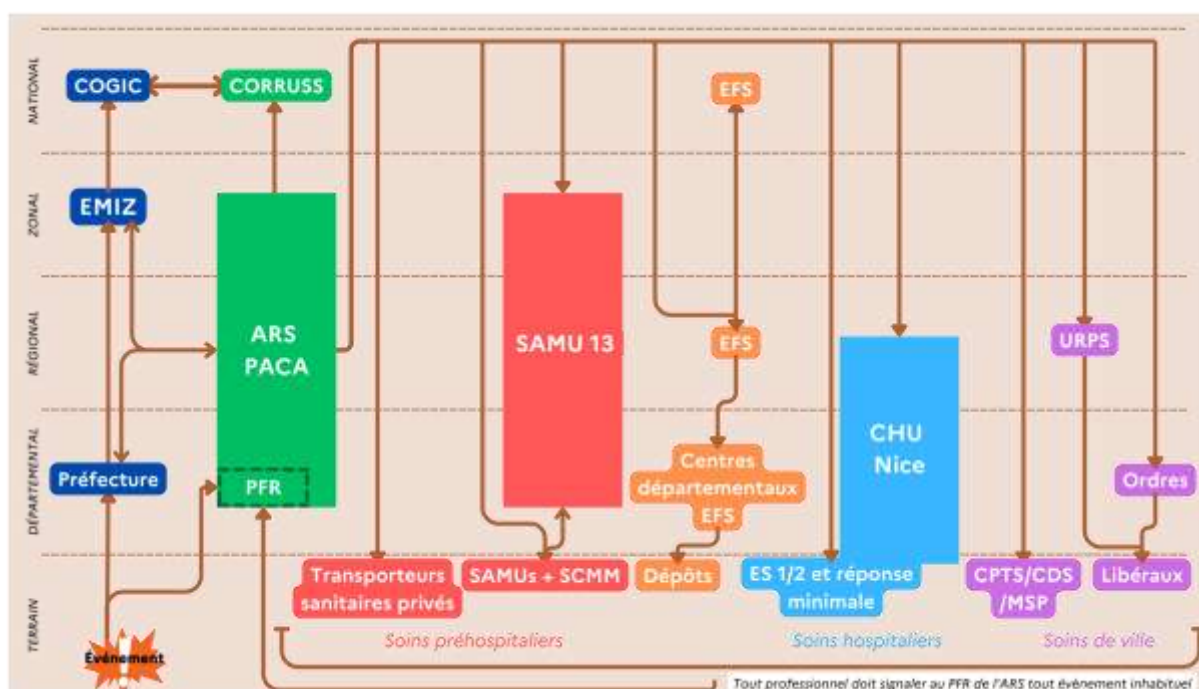 NATIONAL
COGIC
CORRUSS
EFS
ZONAL
EMIZ
RÉGIONAL
ARS
PACA
SAMU 13
EFS
URPS
DÉPARTEMENTAL
Préfecture
PFR
Centres
départementaux
EFS
CHU
Nice
Ordres
TERRAIN
Transporteurs
sanitaires privés
SAMUs + SCMM
Dépôts
ES 1/2 et réponse
minimale
CPTS/CDS
/MSP
Libéraux
Soins préhospitaliers
Soins hospitaliers
Soins de ville
Événement
Tout professionnel doit signaler au PFR de l'ARS tout évènement inhabituel